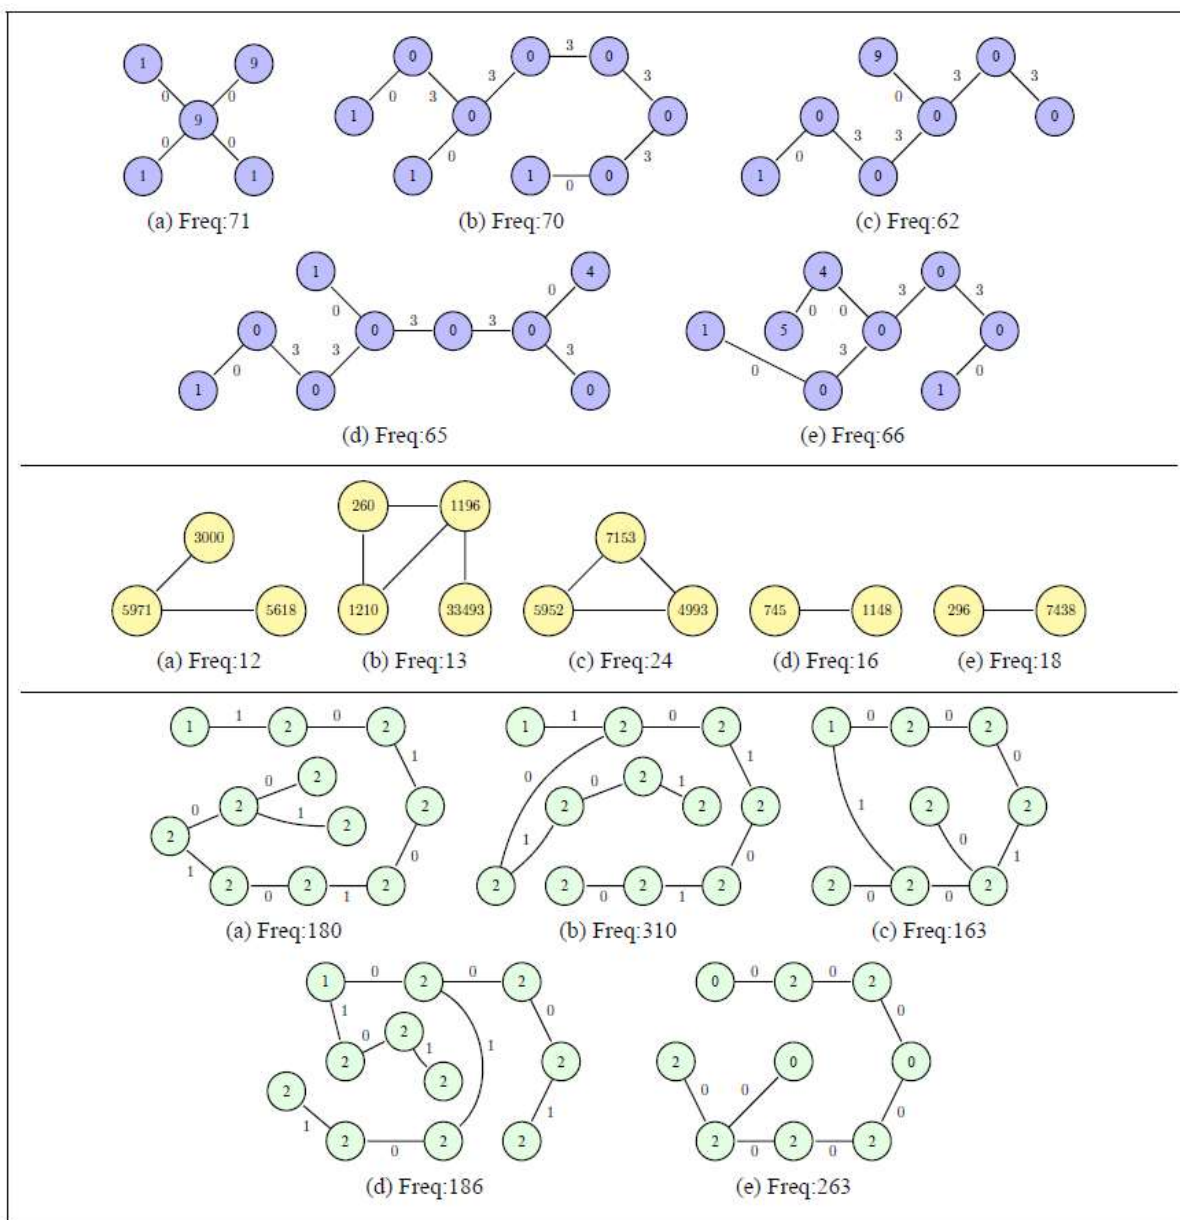 1 9
0 0
9
0 0
1 1
(a) Freq:71
0 0 3 0
0 3 3 3
1 0 0
0 3
1 1 0 0
(b) Freq:70
9 0
0 3 3
0 0 0
0 3 3
1 0
(c) Freq:62
1 4
0 0
0 0 3 0 3 0
0 3 3 3
1 0 0
(d) Freq:65
4 0
0 0 3 3
1 5 0 0
0 3 0
0 1
(e) Freq:66
3000
5971 5618
(a) Freq:12
260 1196
1210 33493
(b) Freq:13
7153
5952 4993
(c) Freq:24
745 1148
(d) Freq:16
296 7438
(e) Freq:18
1 1 2 0 2
0 2 1
0 2 1 2 2
2
1 0
2 0 2 1 2
(a) Freq:180
1 1 2 0 2
0 0 2 1 1
2 2 2
1 0
2 2 0 2 1 2
(b) Freq:310
1 0 2 0 2
0
1 2 2
0 1
2 0 2 0 2
(c) Freq:163
1 0 2 0 2
1 0 2 1 0
2 1 2
2 2
1 1
2 0 2 2
(d) Freq:186
0 0 2 0 2
0
2 0 0
0 0 0
2 0 2 0 2
(e) Freq:263